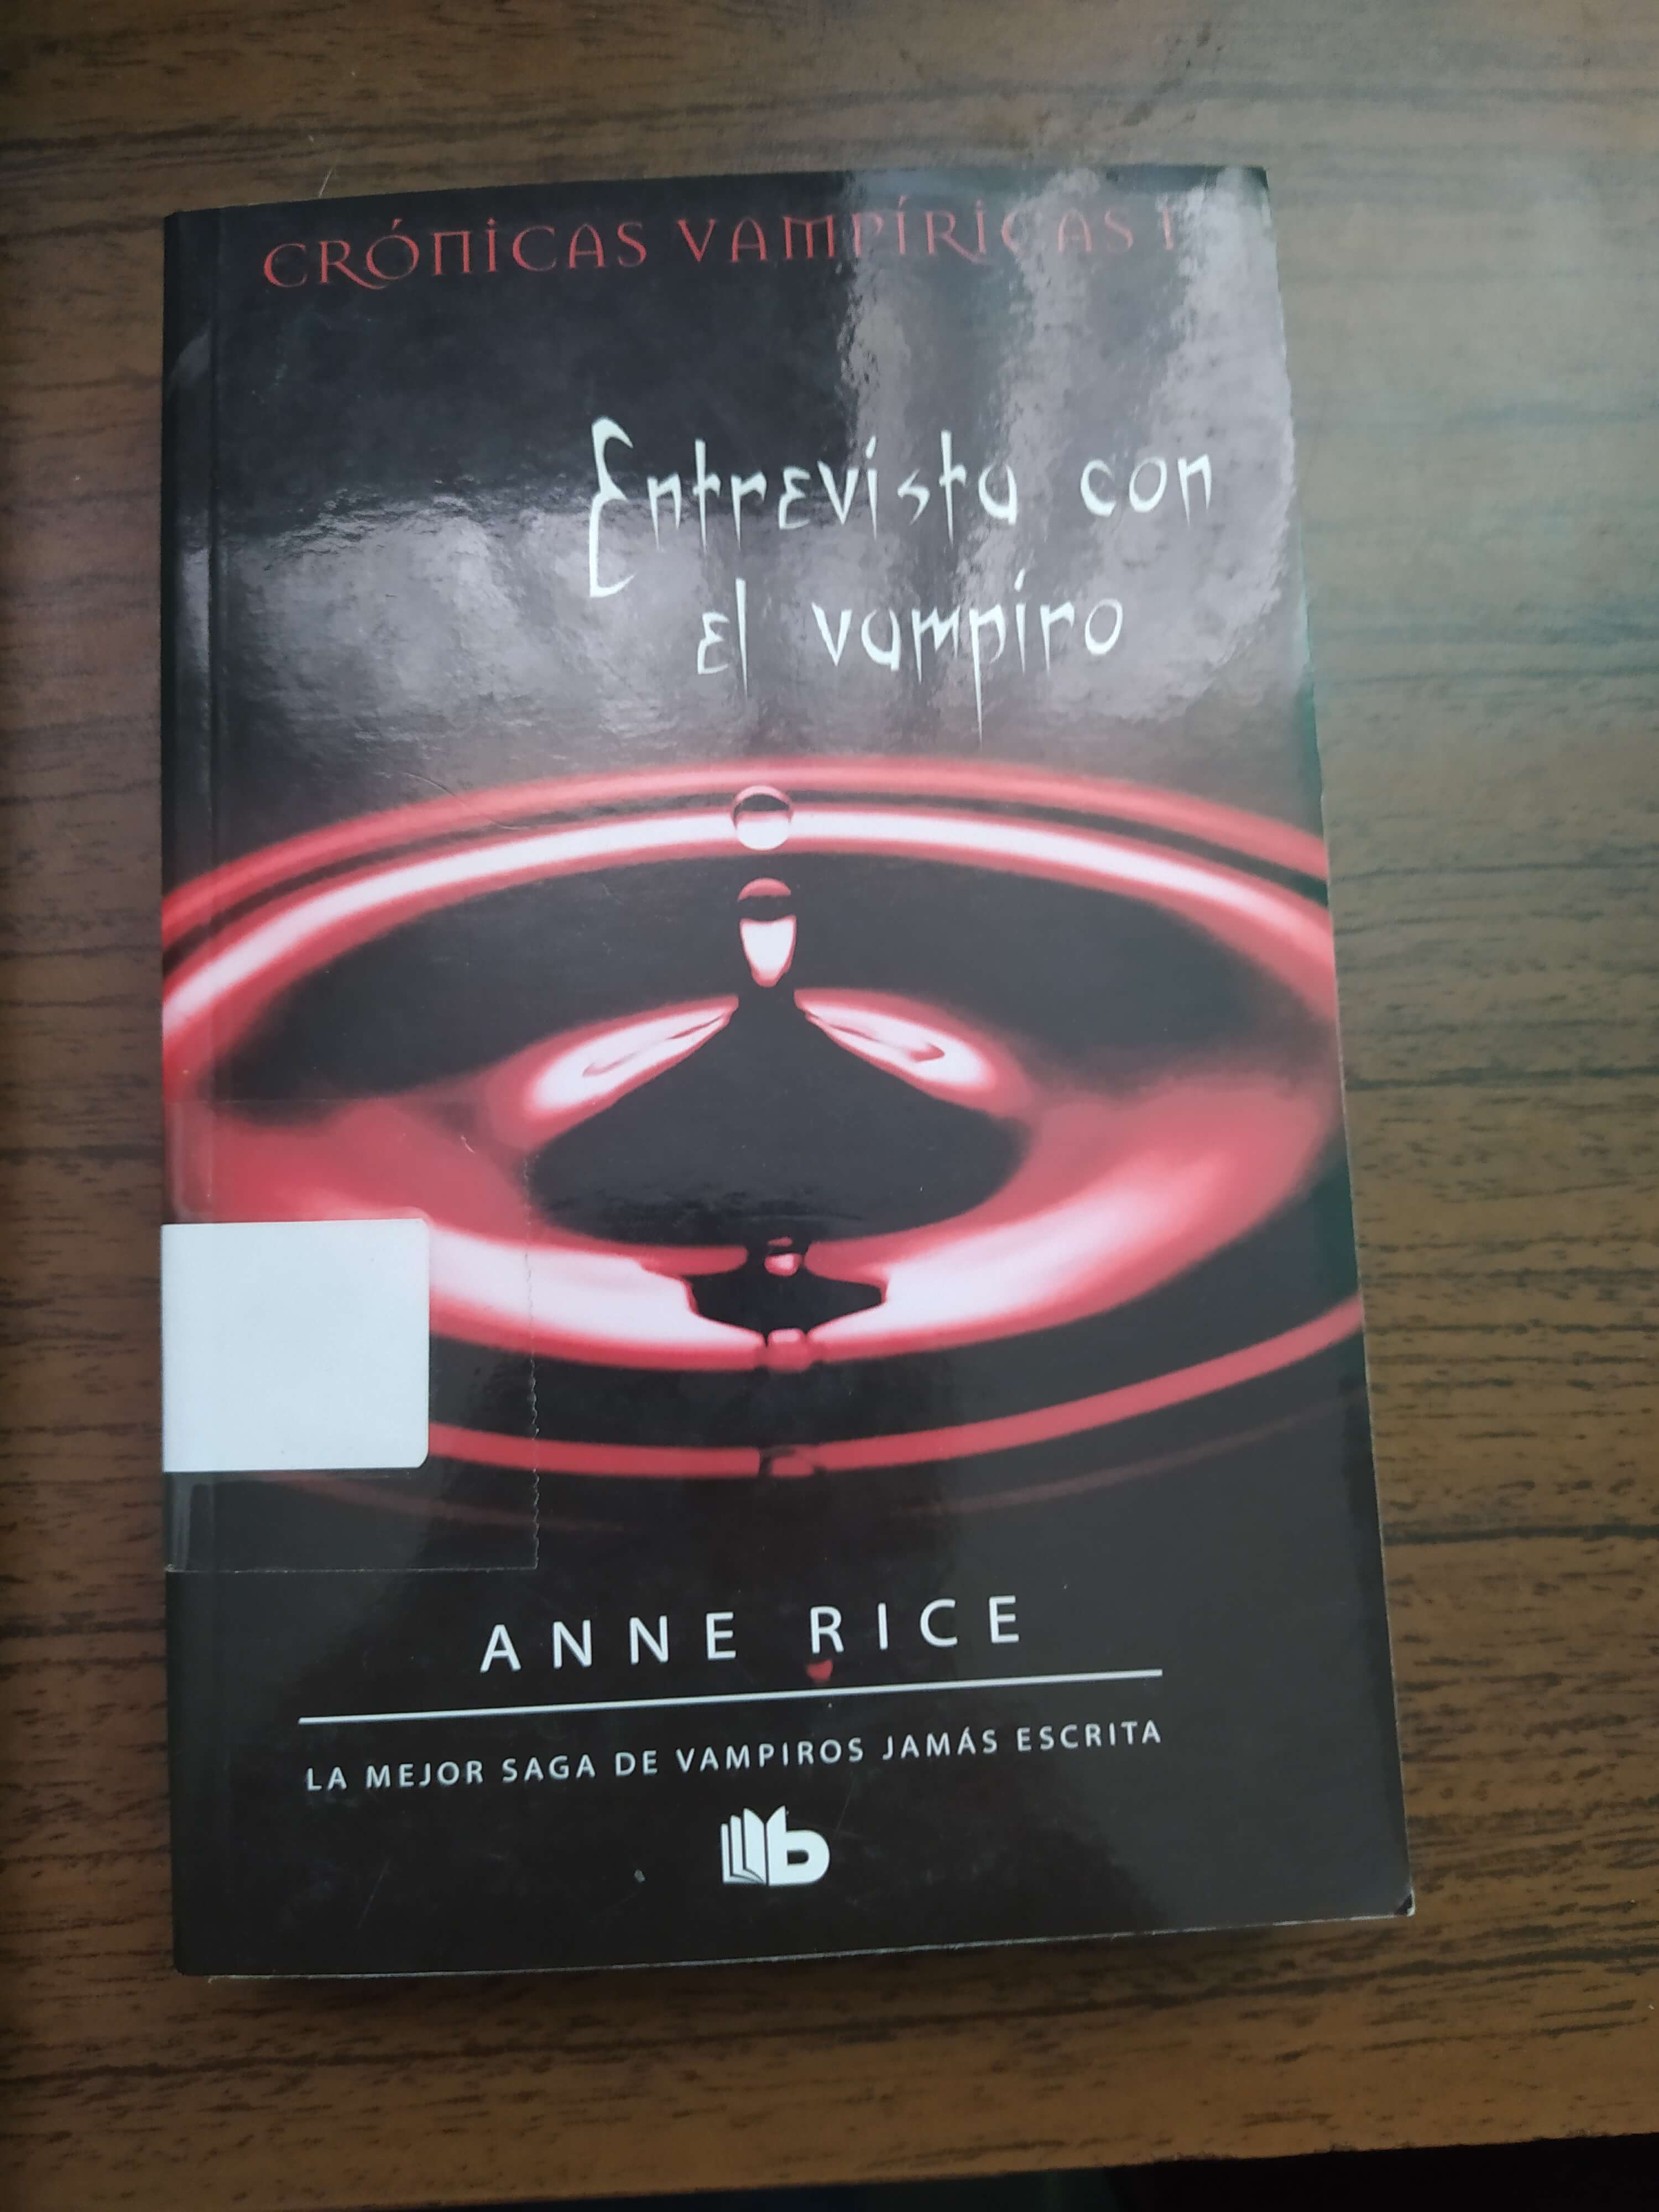 CRÓNICAS VAMPÍRICAS I
Entrevista con
el vampiro
ANNE RICE
LA MEJOR SAGA DE VAMPIROS JAMÁS ESCRITA
b